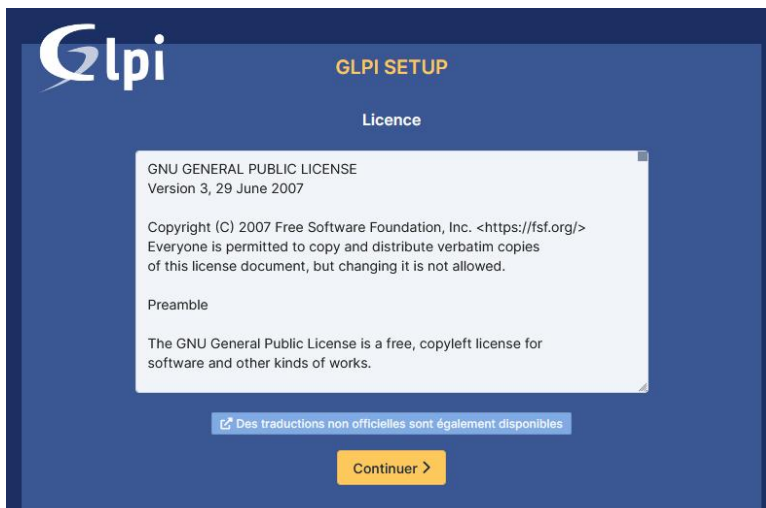 Glpi
GLPI SETUP
Licence
GNU GENERAL PUBLIC LICENSE
Version 3, 29 June 2007
Copyright (C) 2007 Free Software Foundation, Inc. <https://fsf.org/>
Everyone is permitted to copy and distribute verbatim copies
of this license document, but changing it is not allowed.
Preamble
The GNU General Public License is a free, copyleft license for
software and other kinds of works.
Des traductions non officielles sont également disponibles
Continuer